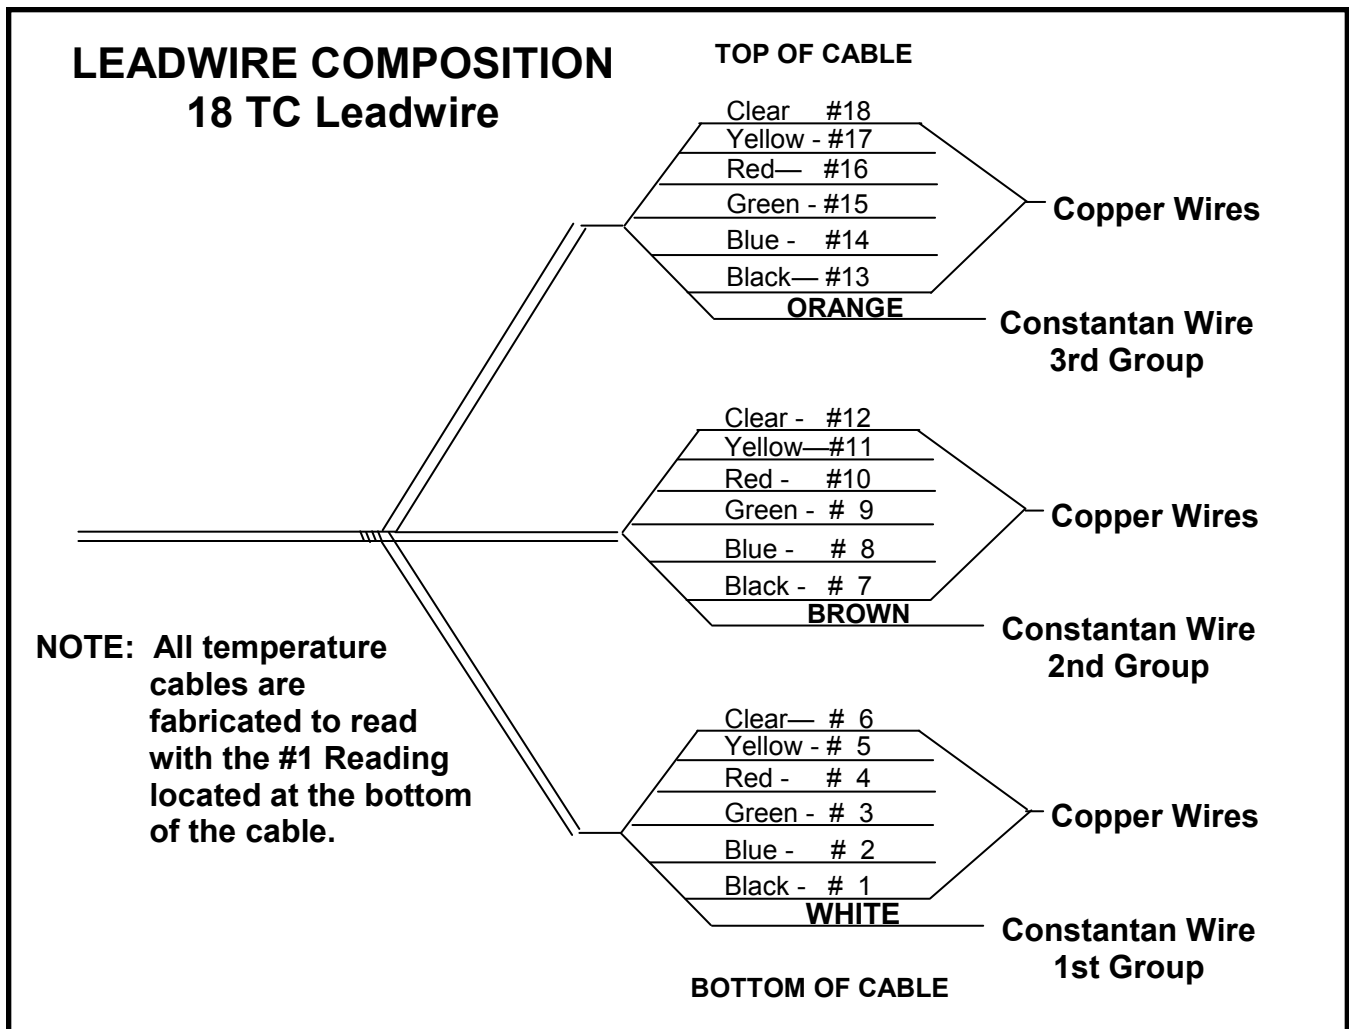 LEADWIRE COMPOSITION
18 TC Leadwire
TOP OF CABLE
Clear #18
Yellow - #17
Red— #16
Green - #15
Blue - #14
Black— #13
ORANGE
Copper Wires
Constantan Wire
3rd Group
Clear - #12
Yellow—#11
Red - #10
Green - # 9
Blue - # 8
Black - # 7
BROWN
Copper Wires
Constantan Wire
2nd Group
NOTE: All temperature
cables are
fabricated to read
with the #1 Reading
located at the bottom
of the cable.
Clear— # 6
Yellow - # 5
Red - # 4
Green - # 3
Blue - # 2
Black - # 1
WHITE
Copper Wires
Constantan Wire
1st Group
BOTTOM OF CABLE